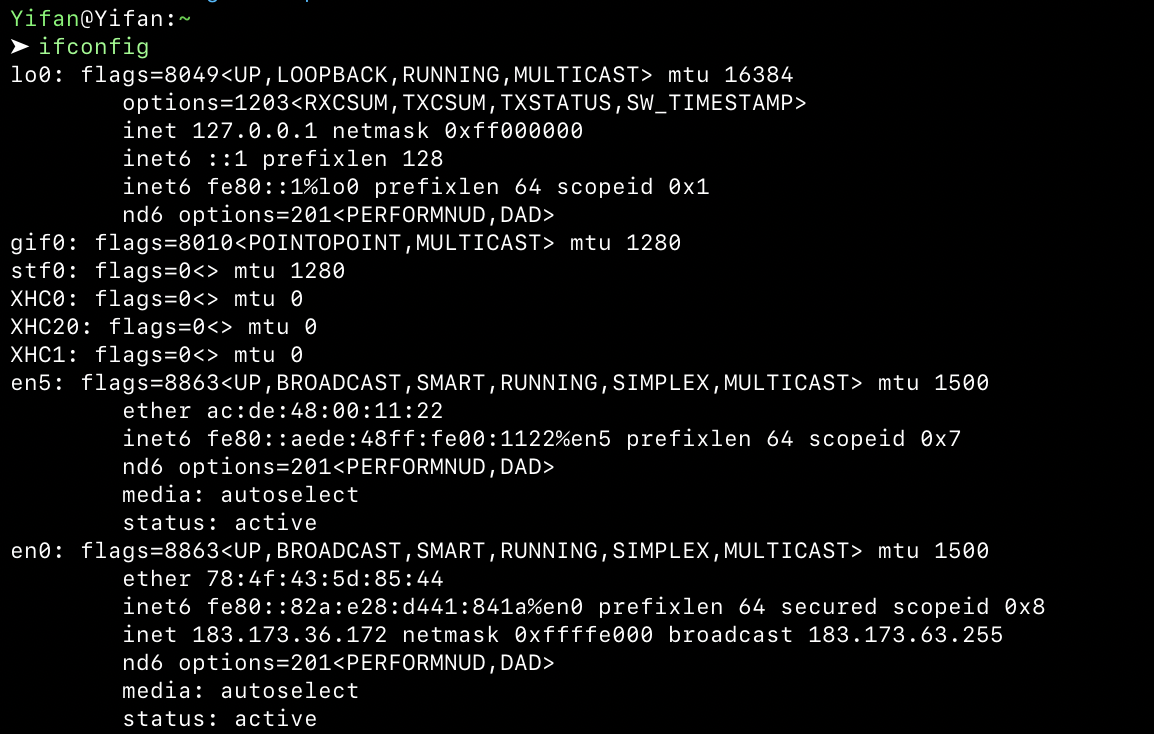 Yifan@Yifan:~
➤ ifconfig
lo0: flags=8049<UP,LOOPBACK,RUNNING,MULTICAST> mtu 16384
        options=1203<RXCSUM,TXCSUM,TXSTATUS,SW_TIMESTAMP>
        inet 127.0.0.1 netmask 0xff000000
        inet6 ::1 prefixlen 128
        inet6 fe80::1%lo0 prefixlen 64 scopeid 0x1
        nd6 options=201<PERFORMNUD,DAD>
gif0: flags=8010<POINTOPOINT,MULTICAST> mtu 1280
stf0: flags=0<> mtu 1280
XHC0: flags=0<> mtu 0
XHC20: flags=0<> mtu 0
XHC1: flags=0<> mtu 0
en5: flags=8863<UP,BROADCAST,SMART,RUNNING,SIMPLEX,MULTICAST> mtu 1500
        ether ac:de:48:00:11:22
        inet6 fe80::aede:48ff:fe00:1122%en5 prefixlen 64 scopeid 0x7
        nd6 options=201<PERFORMNUD,DAD>
        media: autoselect
        status: active
en0: flags=8863<UP,BROADCAST,SMART,RUNNING,SIMPLEX,MULTICAST> mtu 1500
        ether 78:4f:43:5d:85:44
        inet6 fe80::82a:e28:d441:841a%en0 prefixlen 64 secured scopeid 0x8
        inet 183.173.36.172 netmask 0xffffe000 broadcast 183.173.63.255
        nd6 options=201<PERFORMNUD,DAD>
        media: autoselect
        status: active